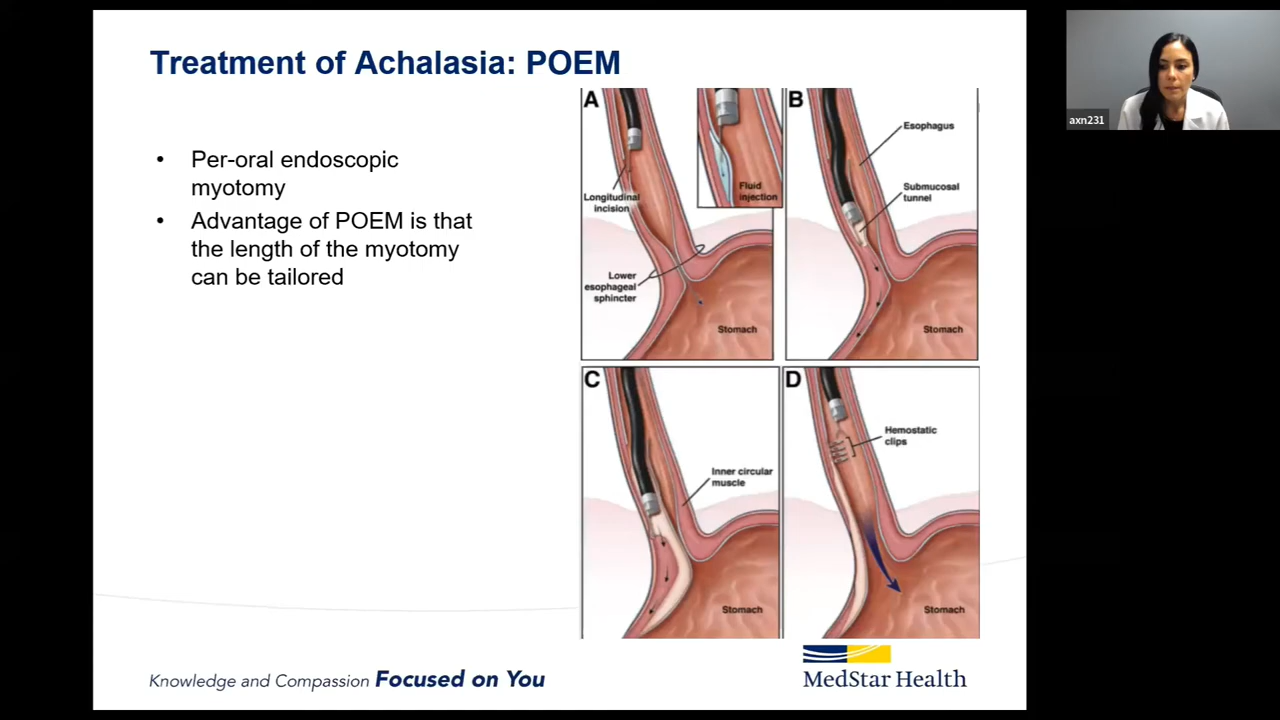 Treatment of Achalasia: POEM
• Per-oral endoscopic
myotomy
• Advantage of POEM is that
the length of the myotomy
can be tailored
A
Longitudinal
incision
Fluid
injection
Lower
esophageal
sphincter
Stomach
B
Esophagus
Submucosal
tunnel
Stomach
C
Inner circular
muscle
Stomach
D
Hemostatic
clips
Stomach
Knowledge and Compassion Focused on You
MedStar Health
axn231